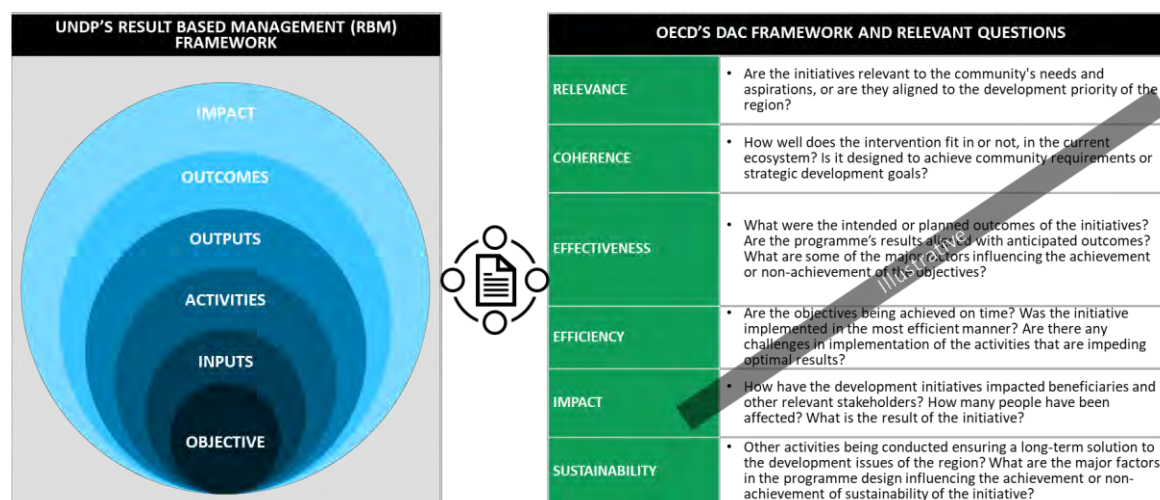 UNDP'S RESULT BASED MANAGEMENT (RBM)
FRAMEWORK
IMPACT
OUTCOMES
OUTPUTS
ACTIVITIES
INPUTS
OBJECTIVE
OECD'S DAC FRAMEWORK AND RELEVANT QUESTIONS
RELEVANCE
• Are the initiatives relevant to the community's needs and
aspirations, or are they aligned to the development priority of the
region?
COHERENCE
• How well does the intervention fit in or not, in the current
ecosystem? Is it designed to achieve community requirements or
strategic development goals?
EFFECTIVENESS
• What were the intended or planned outcomes of the initiatives?
Are the programme's results aligned with anticipated outcomes?
What are some of the major factors influencing the achievement
or non-achievement of the objectives?
EFFICIENCY
• Are the objectives being achieved on time? Was the initiative
implemented in the most efficient manner? Are there any
challenges in implementation of the activities that are impeding
optimal results?
IMPACT
• How have the development initiatives impacted beneficiaries and
other relevant stakeholders? How many people have been
affected? What is the result of the initiative?
SUSTAINABILITY
• Other activities being conducted ensuring a long-term solution to
the development issues of the region? What are the major factors
in the programme design influencing the achievement or non-
achievement of sustainability of the initiative?
Illustrative